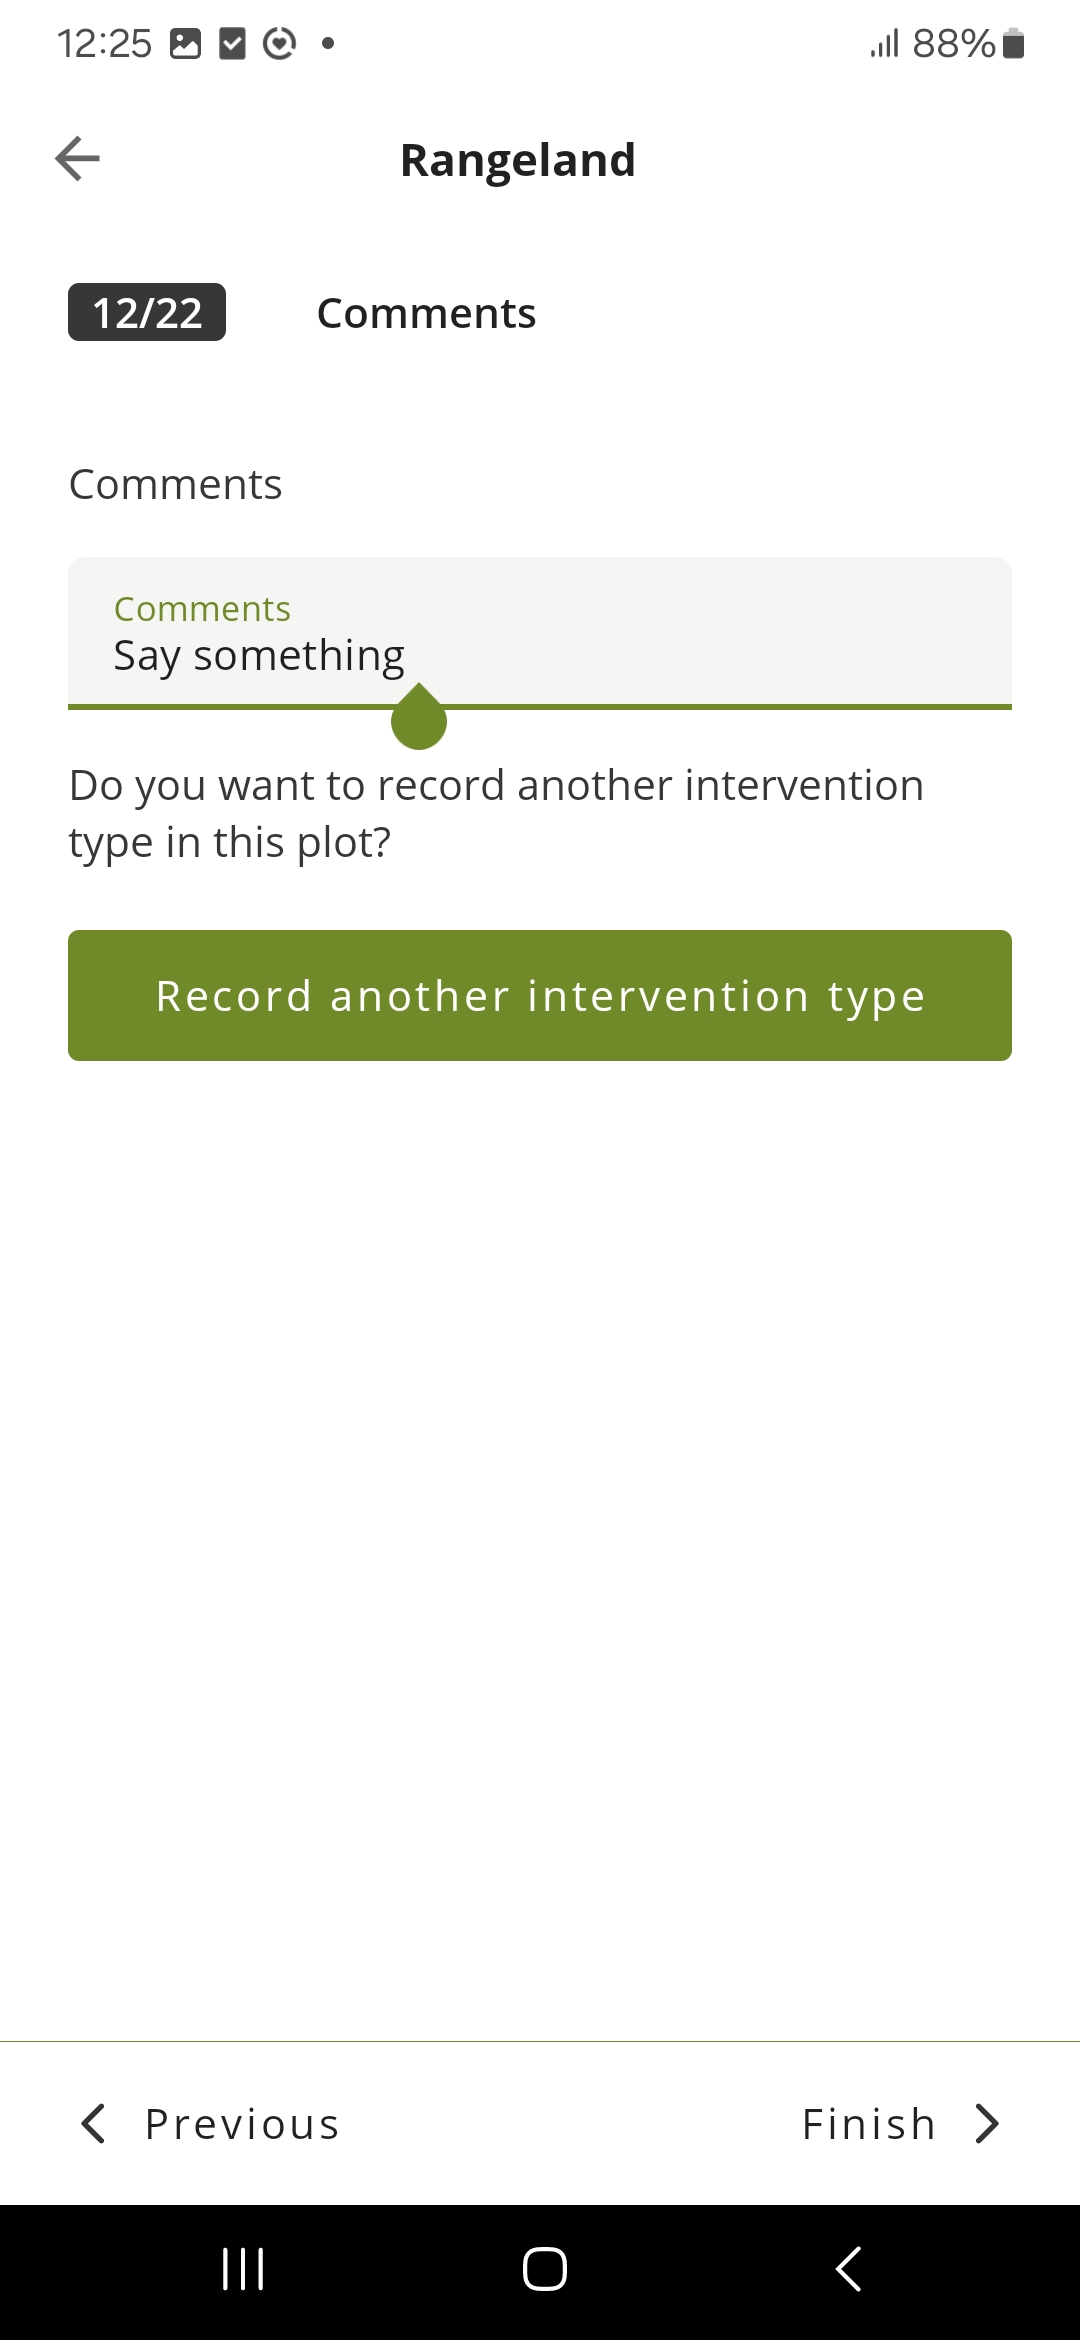 12:25
88%
Rangeland
12/22
Comments
Comments
Comments
Say something
Do you want to record another intervention
type in this plot?
Record another intervention type
Previous
Finish